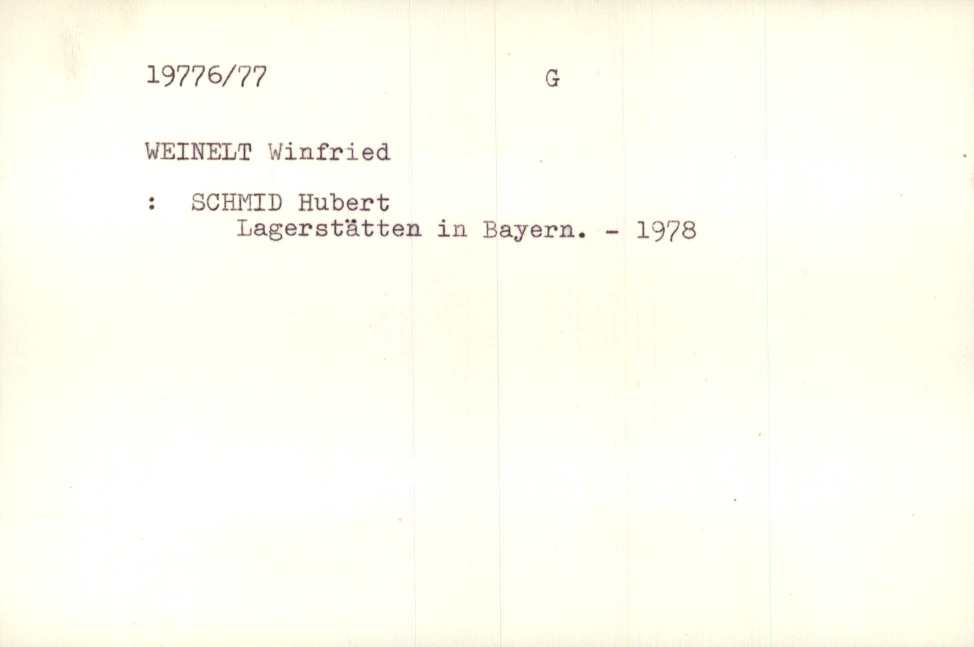 19776/77 G
WEINELT Winfried
: SCHMID Hubert
Lagerstätten in Bayern. - 1978